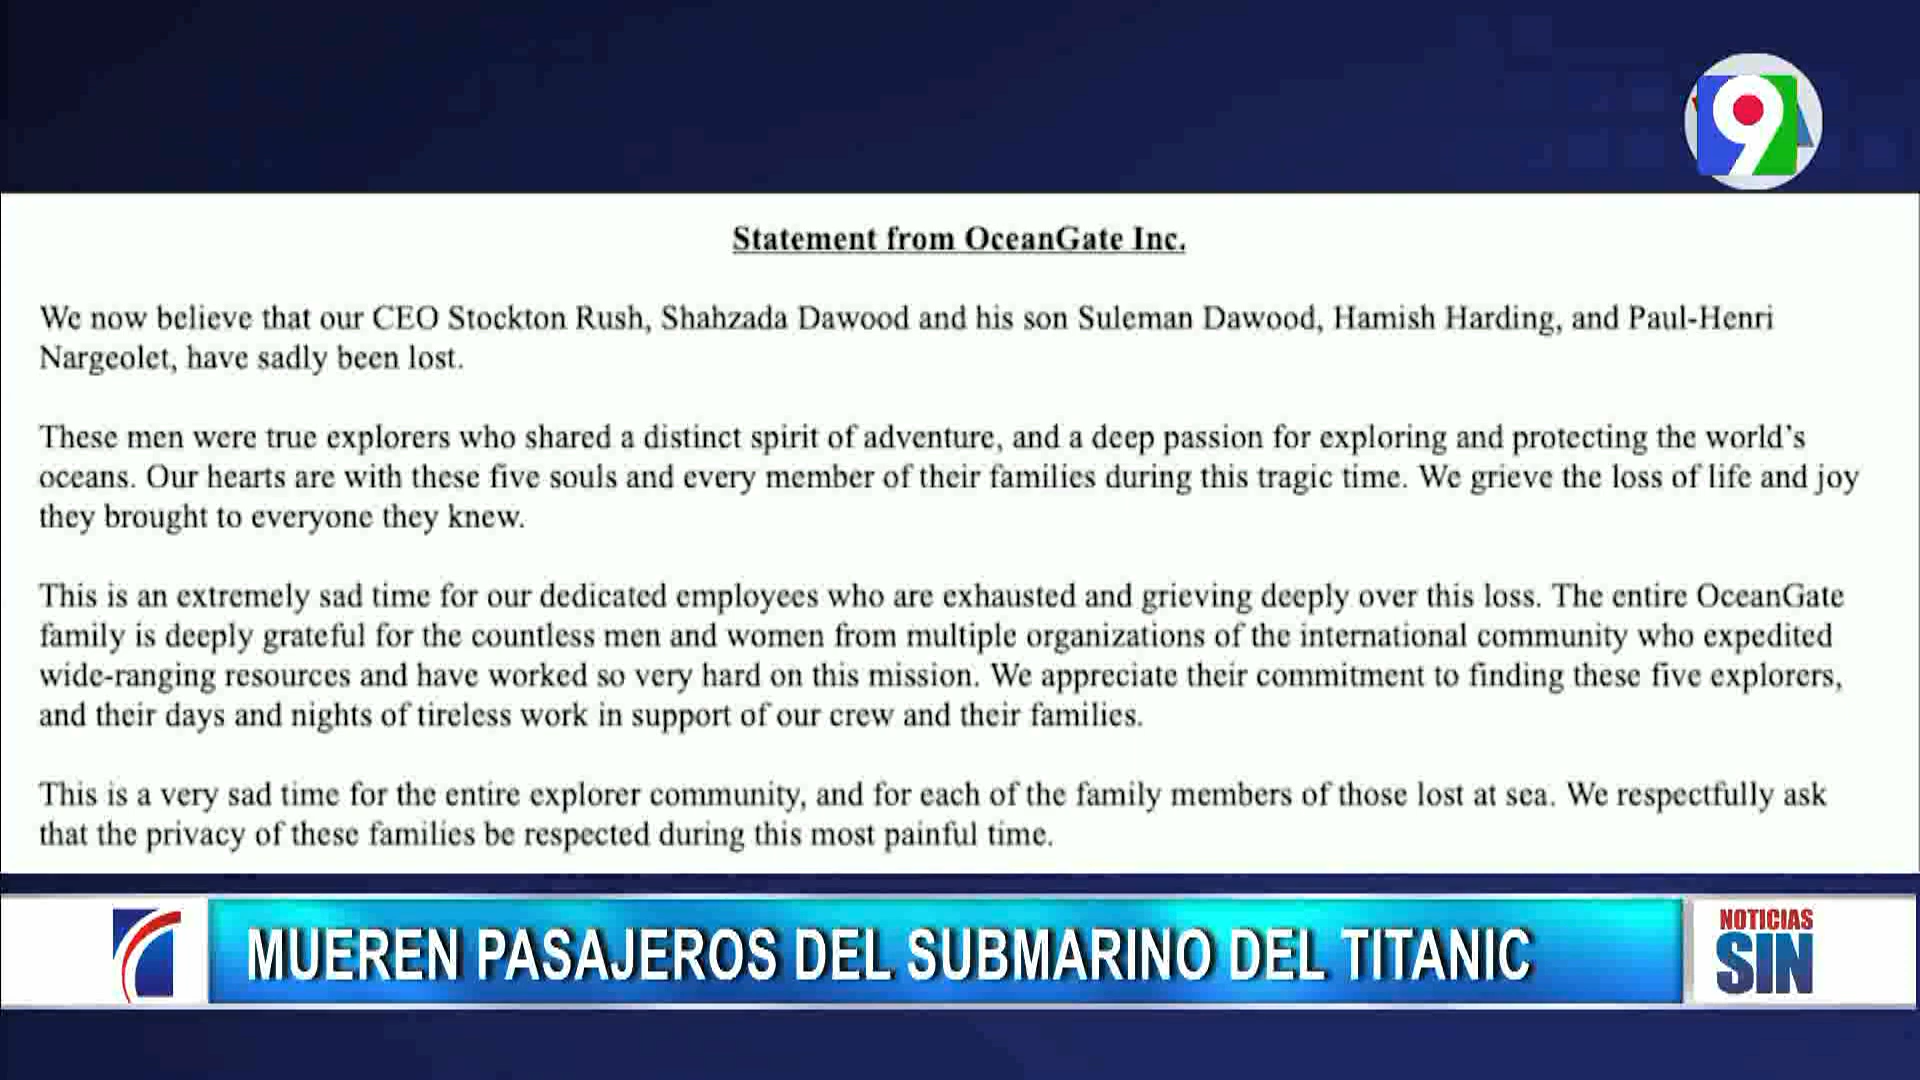 9
Statement from OceanGate Inc.
We now believe that our CEO Stockton Rush, Shahzada Dawood and his son Suleman Dawood, Hamish Harding, and Paul-Henri
Nargeolet, have sadly been lost.
These men were true explorers who shared a distinct spirit of adventure, and a deep passion for exploring and protecting the world's
oceans. Our hearts are with these five souls and every member of their families during this tragic time. We grieve the loss of life and joy
they brought to everyone they knew.
This is an extremely sad time for our dedicated employees who are exhausted and grieving deeply over this loss. The entire OceanGate
family is deeply grateful for the countless men and women from multiple organizations of the international community who expedited
wide-ranging resources and have worked so very hard on this mission. We appreciate their commitment to finding these five explorers,
and their days and nights of tireless work in support of our crew and their families.
This is a very sad time for the entire explorer community, and for each of the family members of those lost at sea. We respectfully ask
that the privacy of these families be respected during this most painful time.
MUEREN PASAJEROS DEL SUBMARINO DEL TITANIC
NOTICIAS
SIN